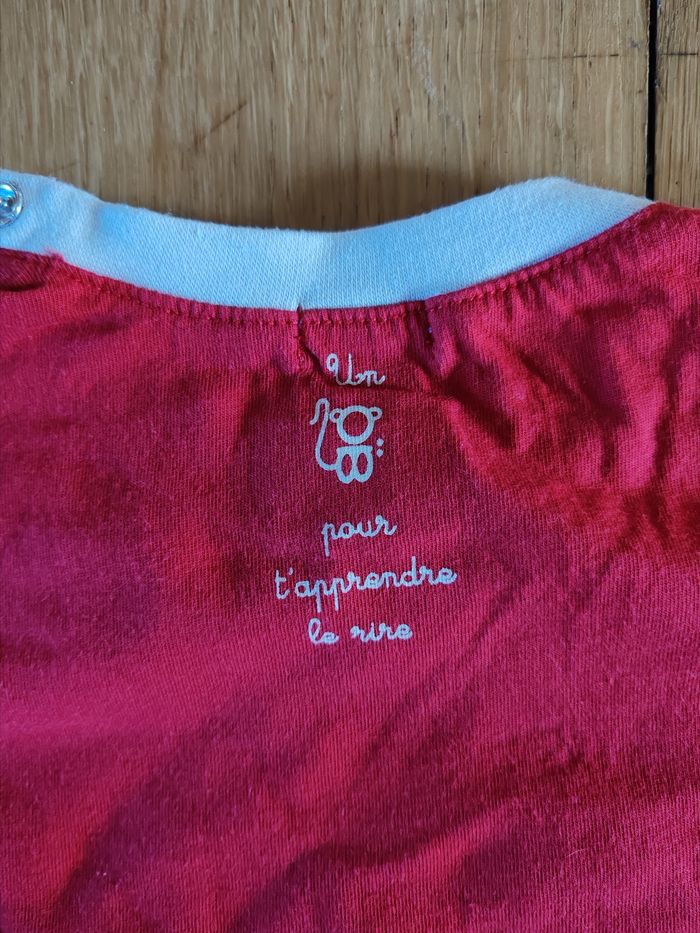 Un
pour
t'apprendre
le rire